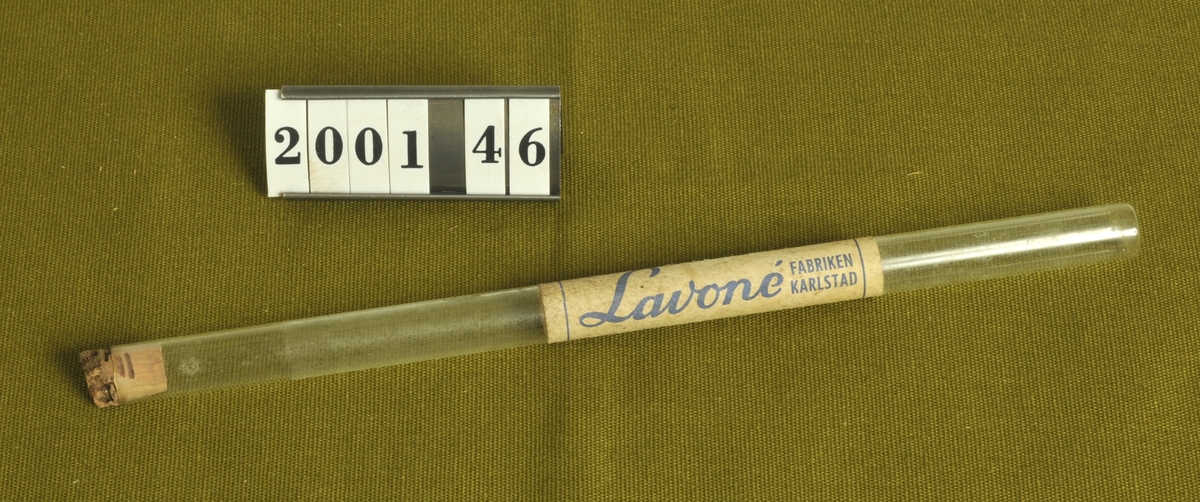 2001 46
Lavoné
FABRIKEN
KARLSTAD